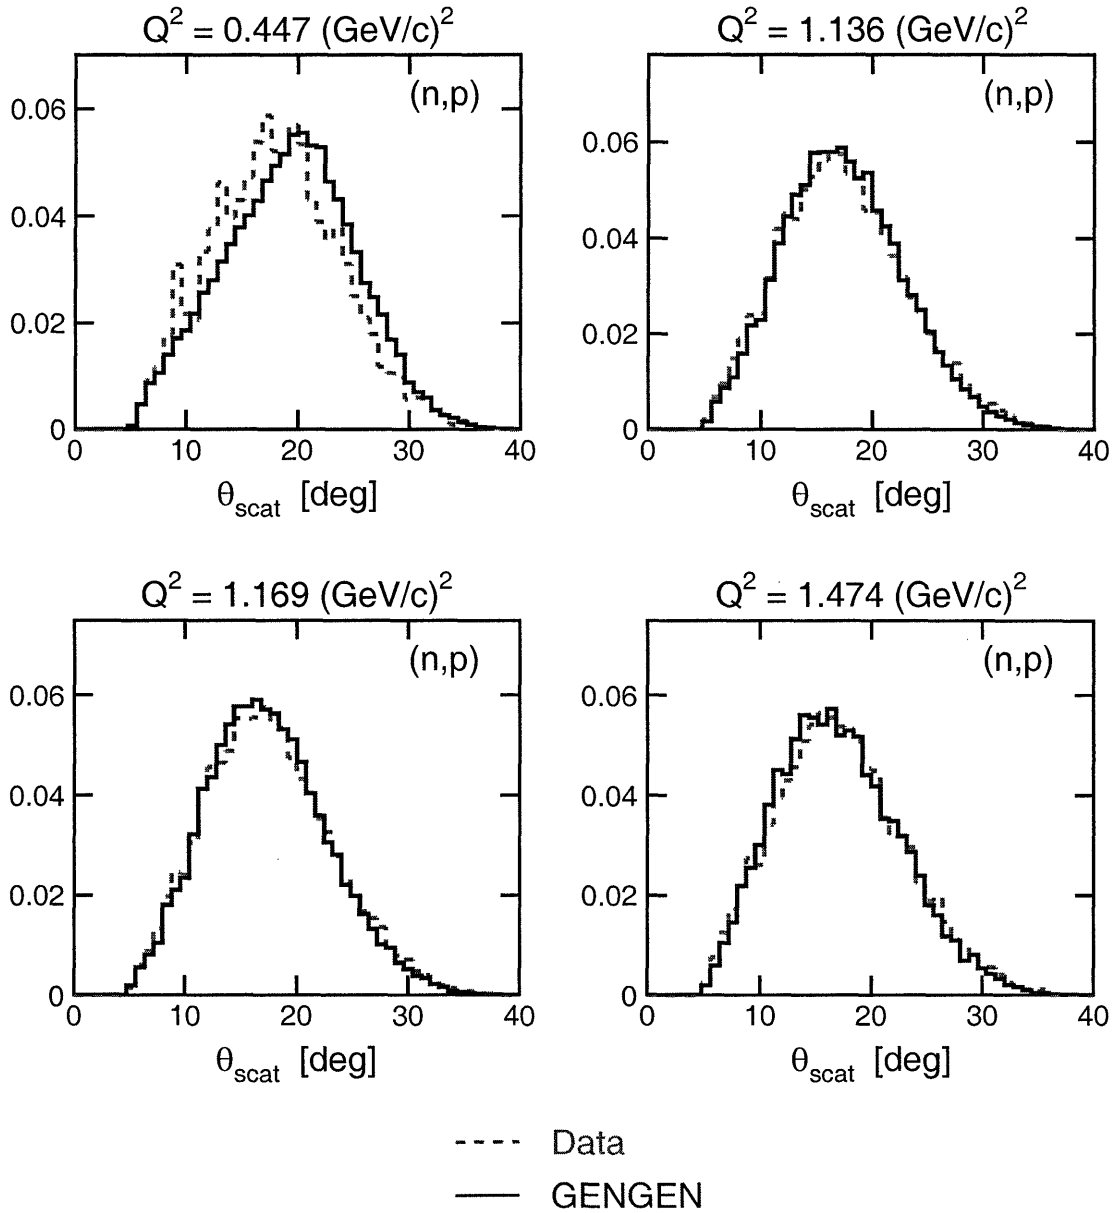 Q² = 0.447 (GeV/c)²
(n,p)
0.06
0.04
0.02
0
0 10 20 30 40
θscat [deg]
Q² = 1.136 (GeV/c)²
(n,p)
0.06
0.04
0.02
0
0 10 20 30 40
θscat [deg]
Q² = 1.169 (GeV/c)²
(n,p)
0.06
0.04
0.02
0
0 10 20 30 40
θscat [deg]
Q² = 1.474 (GeV/c)²
(n,p)
0.06
0.04
0.02
0
0 10 20 30 40
θscat [deg]
Data
GENGEN